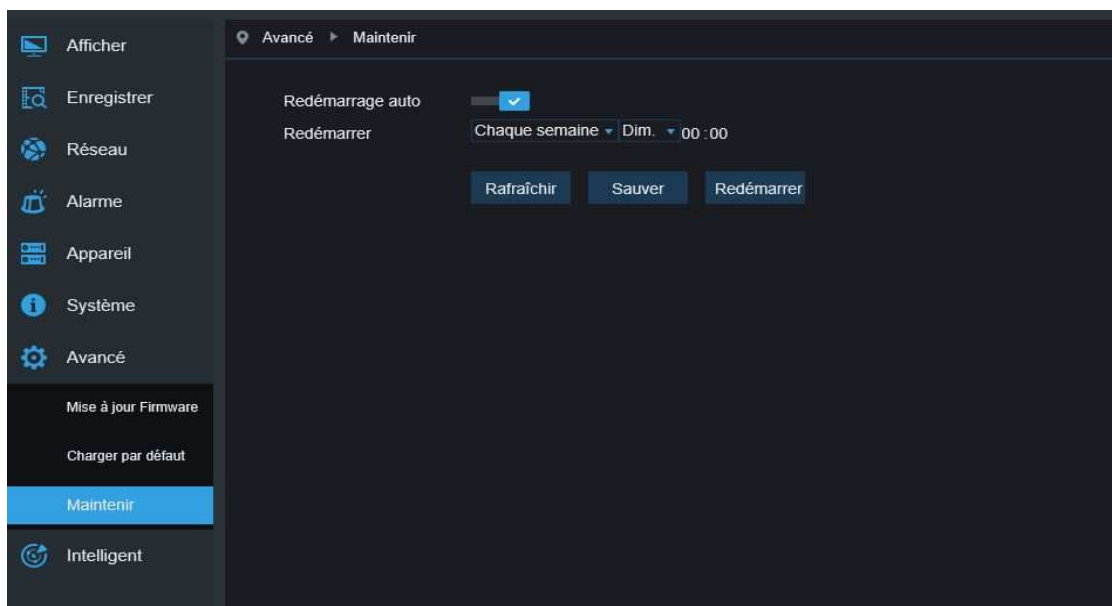 Afficher
Enregistrer
Réseau
Alarme
Appareil
Système
Avancé
Mise à jour Firmware
Charger par défaut
Maintenir
Intelligent
Avancé Maintenir
Redémarrage auto
Redémarrer Chaque semaine Dim. 00 :00
Rafraîchir Sauver Redémarrer